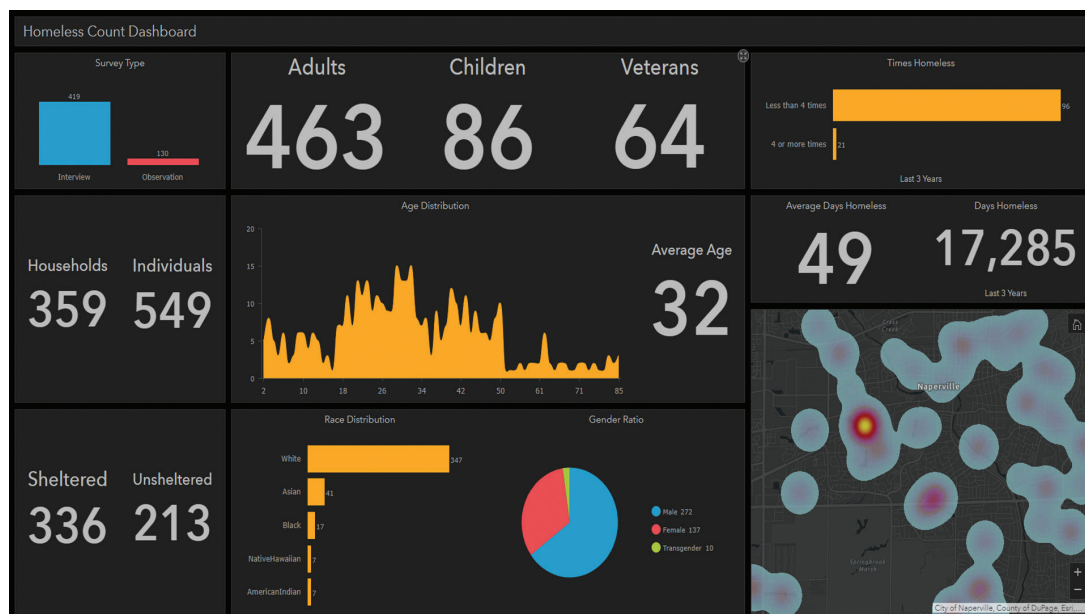 Homeless Count Dashboard
Survey Type
419
130
Interview
Observation
Adults
Children
Veterans
463
86
64
Times Homeless
Less than 4 times
96
4 or more times
21
Last 3 Years
Households
Individuals
359
549
Age Distribution
20
15
10
5
0
2
10
18
26
34
42
50
61
71
85
Average Age
32
Average Days Homeless
Days Homeless
49
17,285
Last 3 Years
Sheltered
Unsheltered
336
213
Race Distribution
White
347
Asian
41
Black
17
NativeHawaiian
7
AmericanIndian
7
Gender Ratio
Male 272
Female 137
Transgender 10
Cress
Creek
Naperville
Springbrook
Marsh
+
−
City of Naperville, County of DuPage, Esri, ...